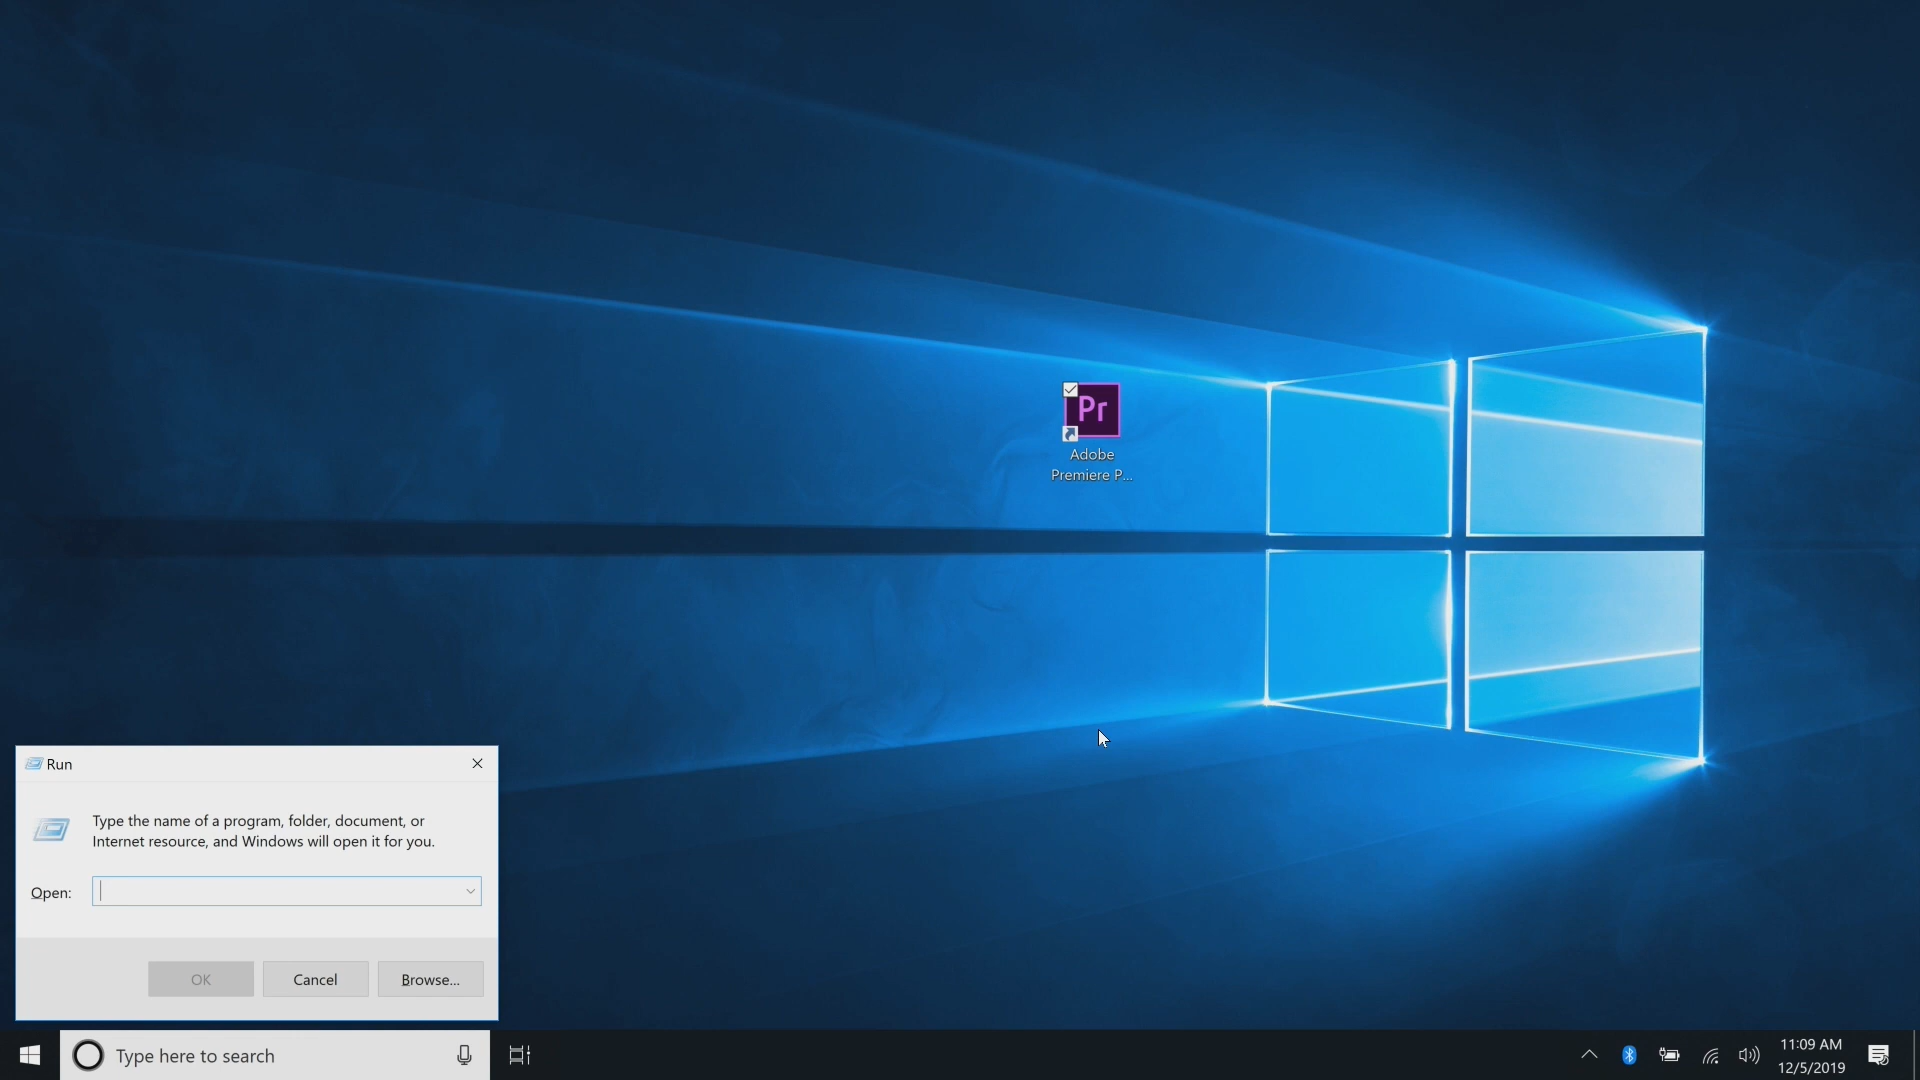 Pr
Adobe
Premiere P...
Run
Type the name of a program, folder, document, or
Internet resource, and Windows will open it for you.
Open:
OK
Cancel
Browse...
Type here to search
11:09 AM
12/5/2019